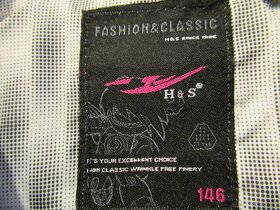 FASHION&CLASSIC
H&S SINCE 1986
H&S®
IT'S YOUR EXCELLENT CHOICE
HIGH CLASSIC WRINKLE FREE FINERY
146